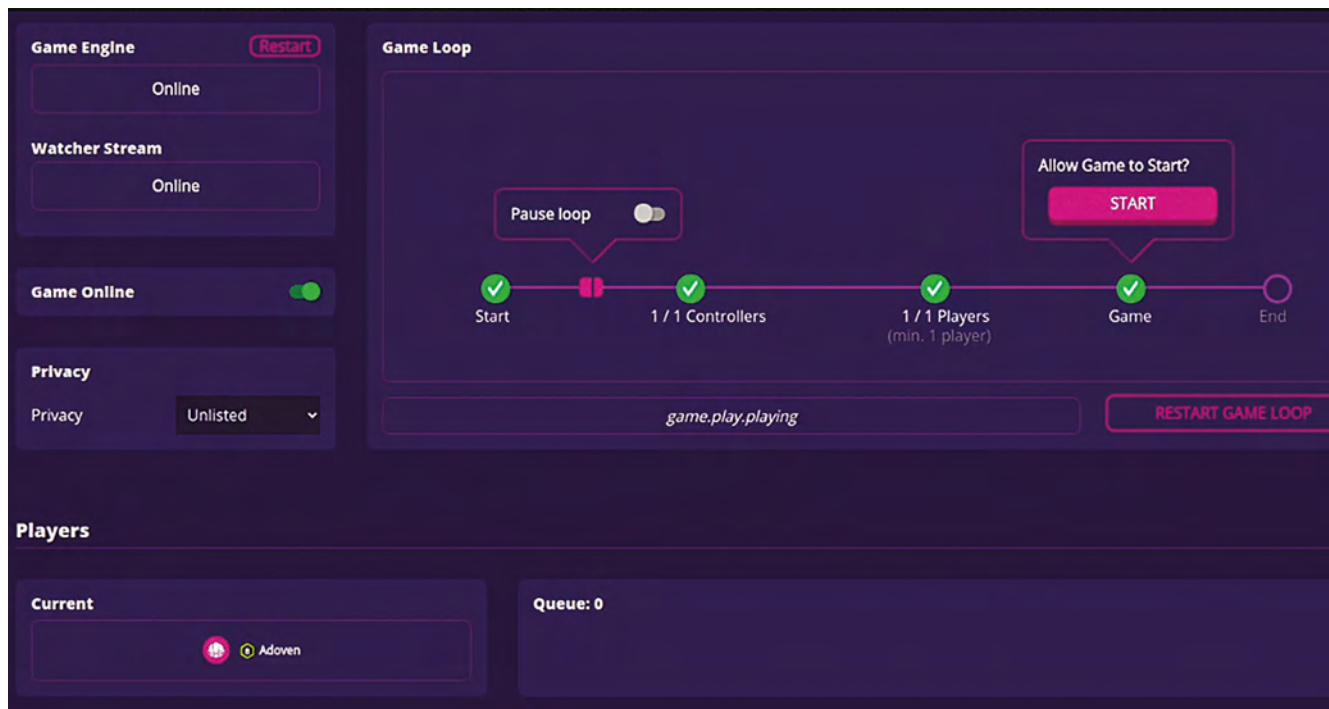 Game Engine
Restart
Online
Watcher Stream
Online
Game Online
Privacy
Privacy
Unlisted
Game Loop
Pause loop
Allow Game to Start?
START
Start
1 / 1 Controllers
1 / 1 Players
(min. 1 player)
Game
End
game.play.playing
RESTART GAME LOOP
Players
Current
Adoven
Queue: 0